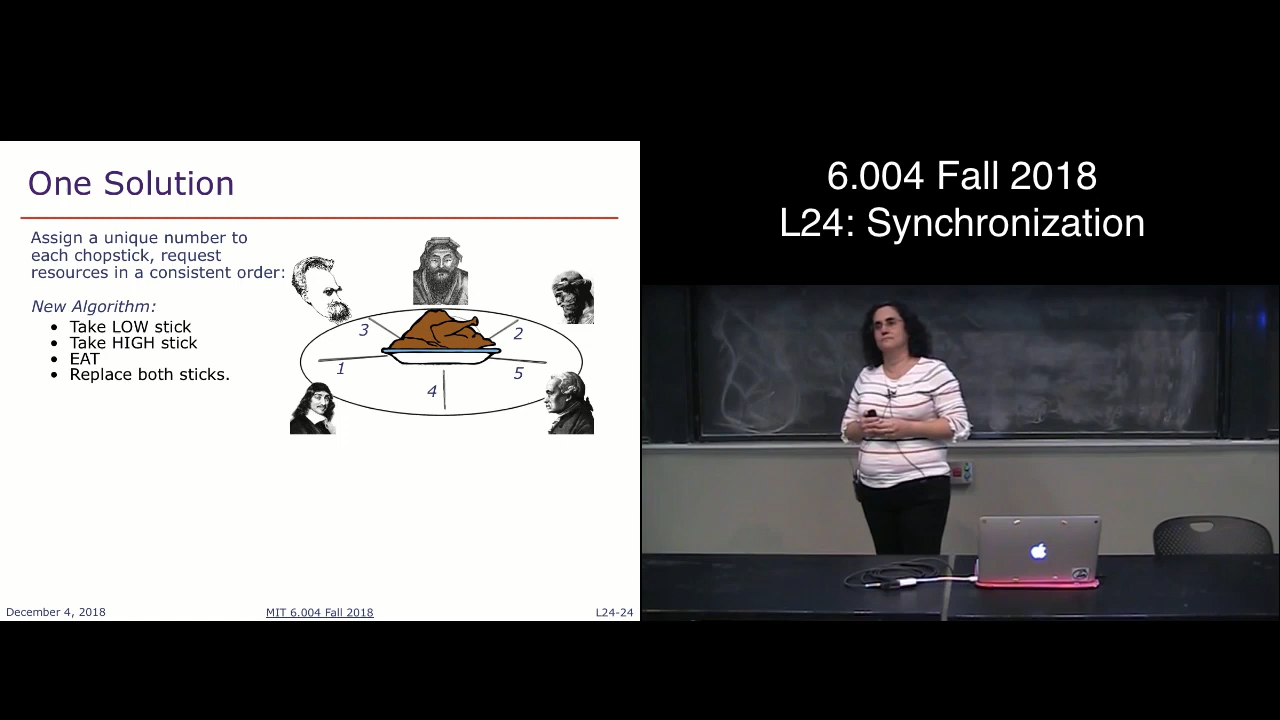 One Solution
Assign a unique number to
each chopstick, request
resources in a consistent order:
New Algorithm:
• Take LOW stick
• Take HIGH stick
• EAT
• Replace both sticks.
3
2
1
5
4
December 4, 2018
MIT 6.004 Fall 2018
L24-24
6.004 Fall 2018
L24: Synchronization